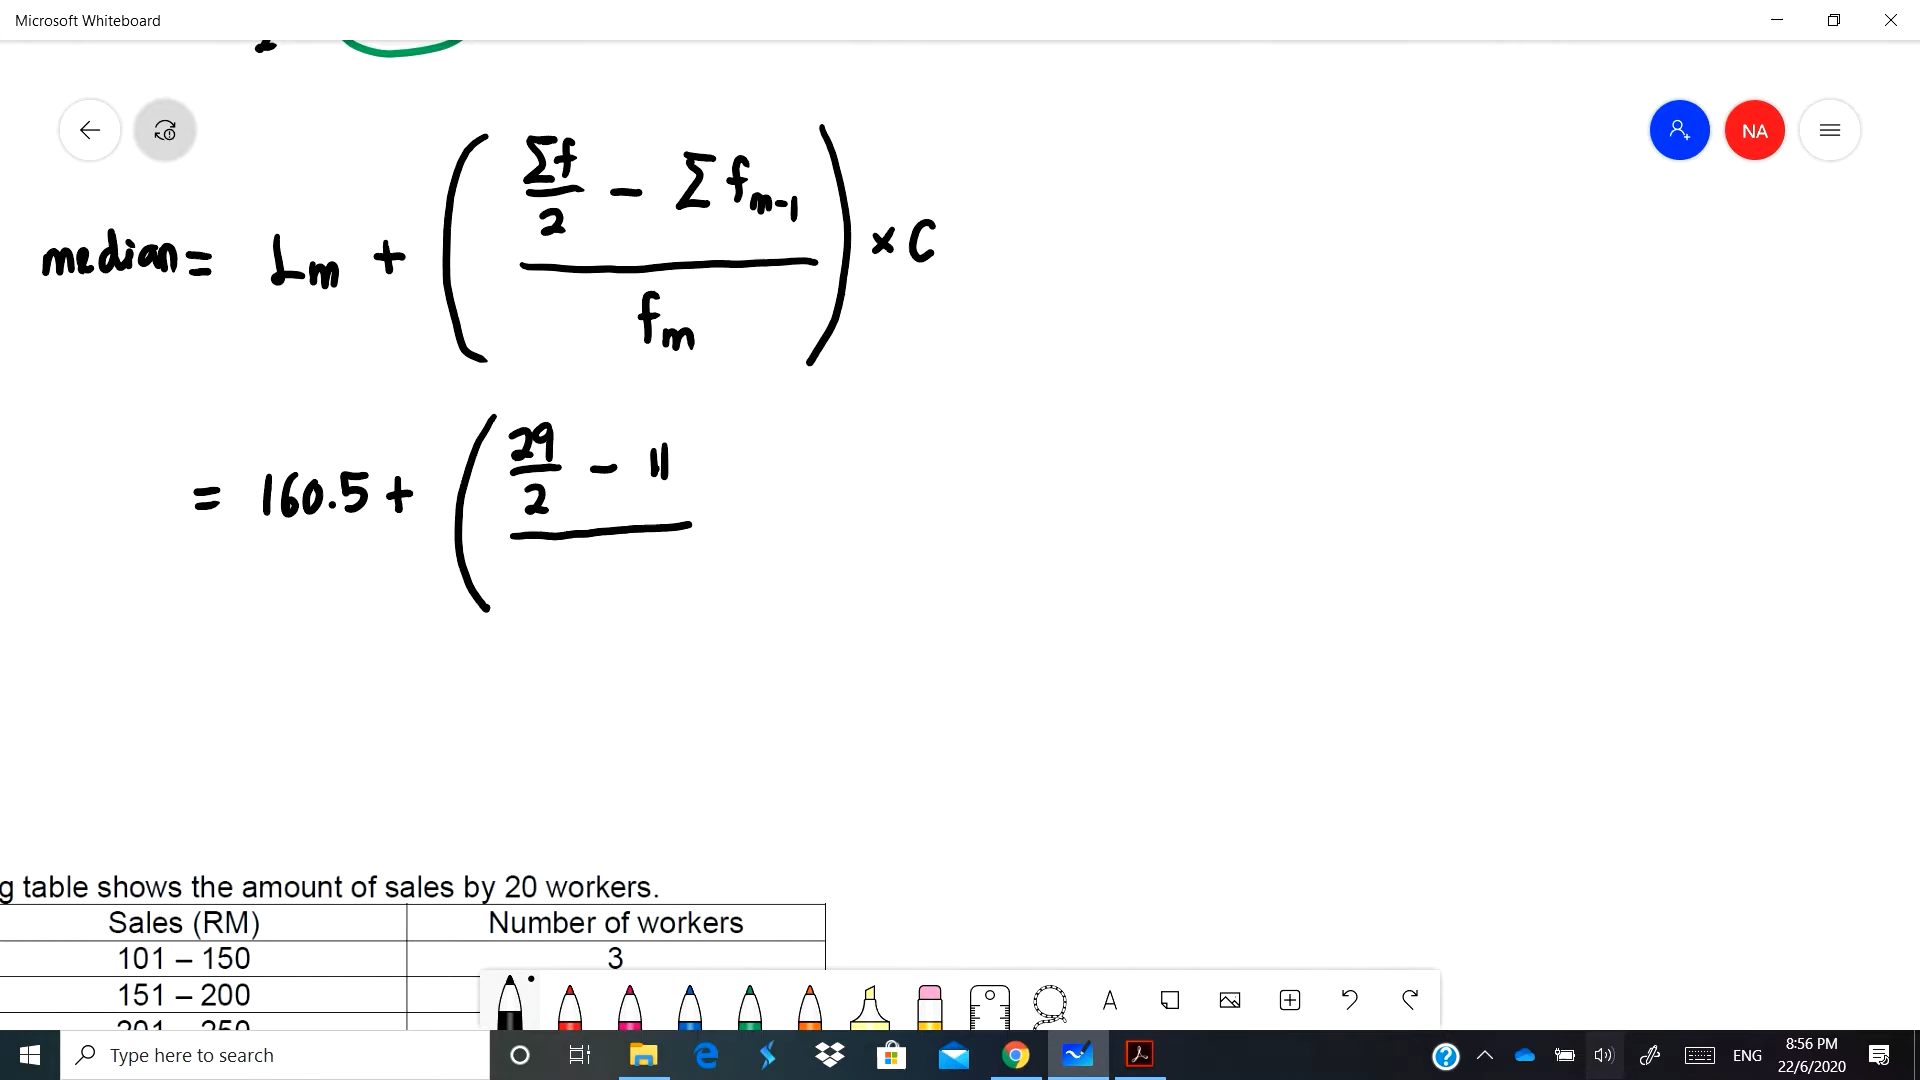 Microsoft Whiteboard
NA
median = Lm + ( Σf/2 - Σfm-1 / fm ) × C
= 160.5 + ( 29/2 - 11
g table shows the amount of sales by 20 workers.
Sales (RM) Number of workers
101 – 150 3
151 – 200
201 – 250
Type here to search
ENG
8:56 PM
22/6/2020